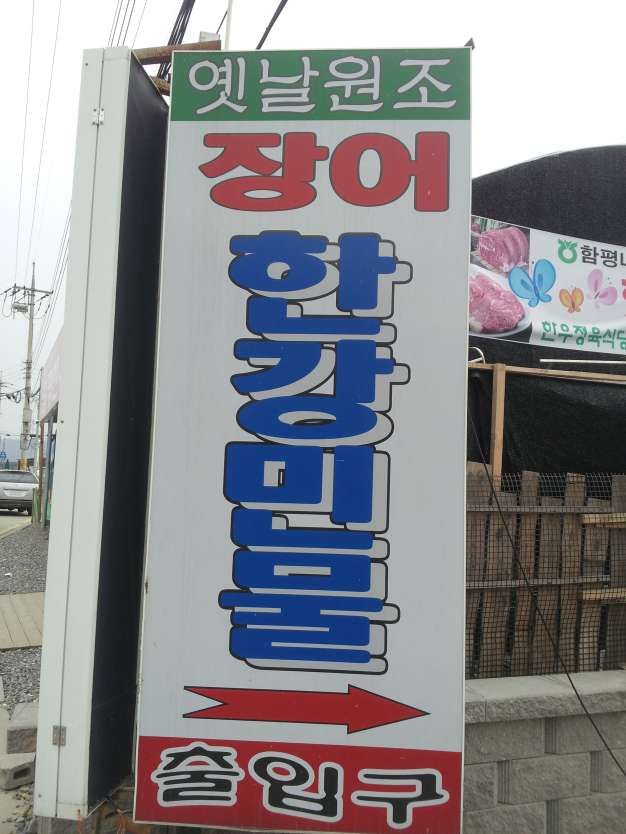 옛날원조
장어
한강민물
출입구
함평
한우정육식당